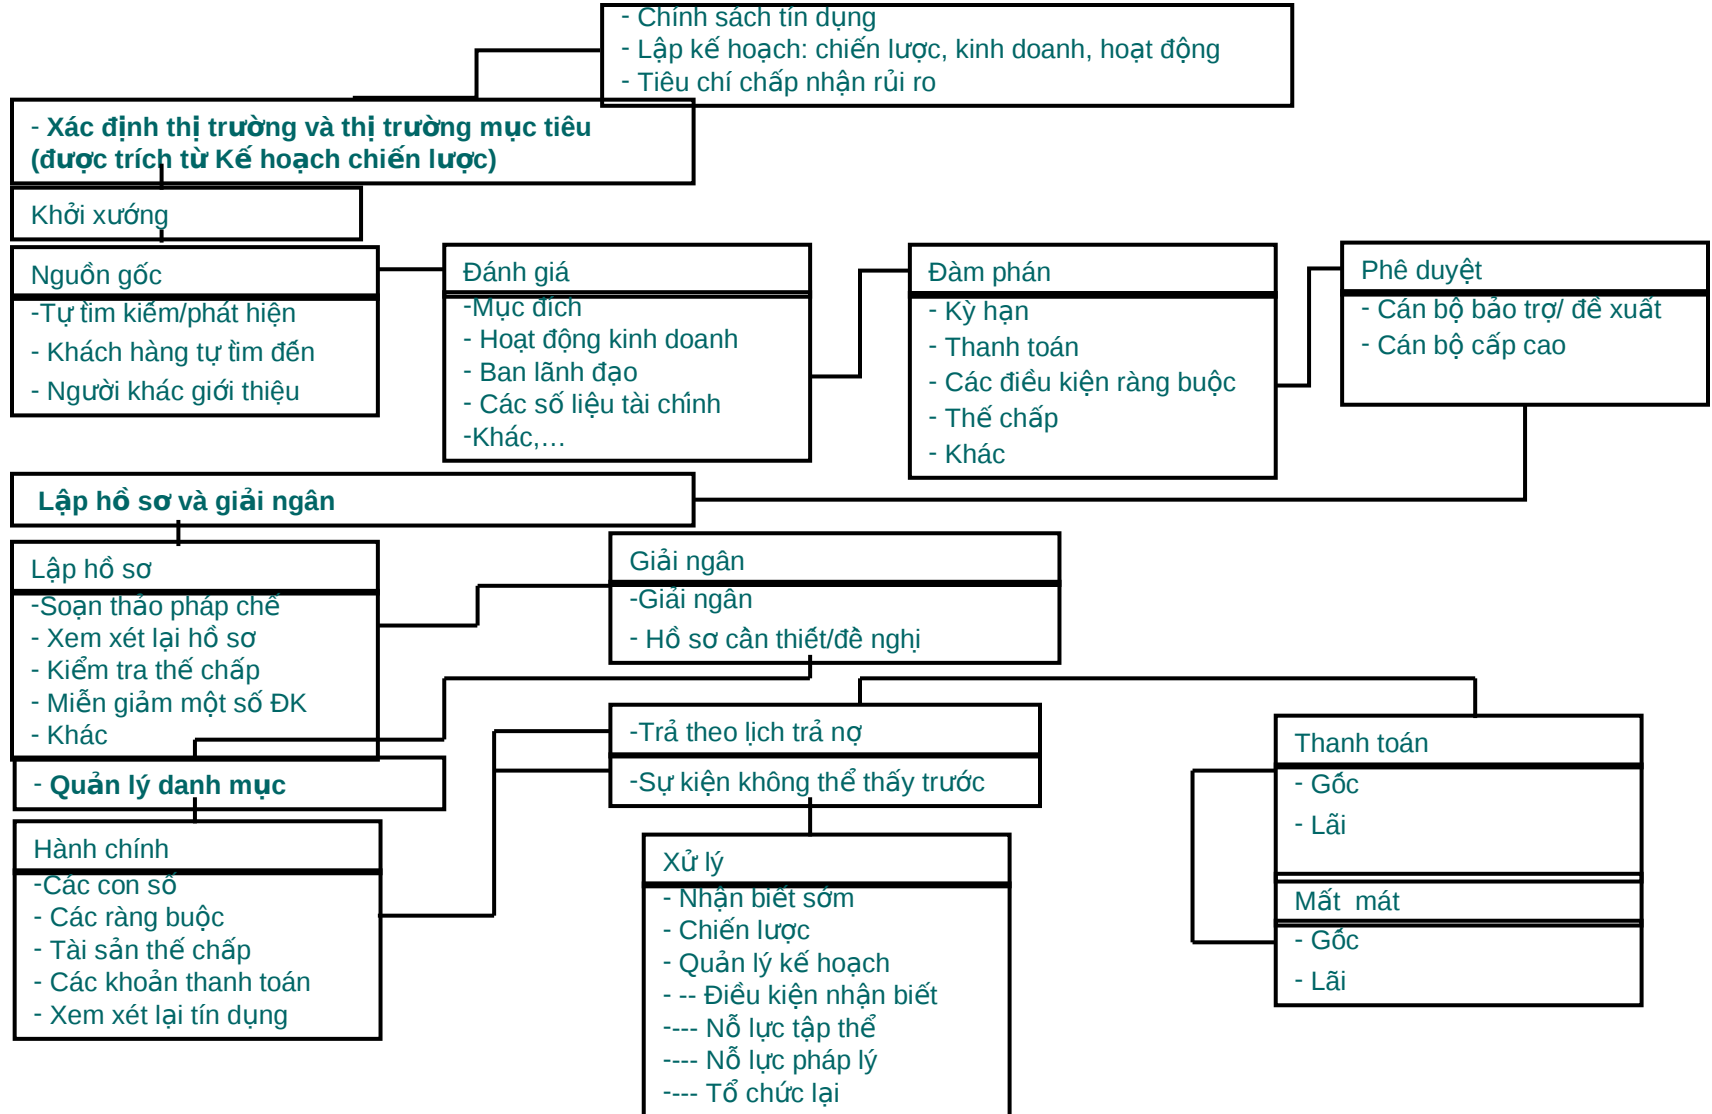 - Chính sách tín dụng
- Lập kế hoạch: chiến lược, kinh doanh, hoạt động
- Tiêu chí chấp nhận rủi ro
- Xác định thị trường và thị trường mục tiêu
(được trích từ Kế hoạch chiến lược)
Khởi xướng
Nguồn gốc
-Tự tìm kiếm/phát hiện
- Khách hàng tự tìm đến
- Người khác giới thiệu
Đánh giá
-Mục đích
- Hoạt động kinh doanh
- Ban lãnh đạo
- Các số liệu tài chính
-Khác,...
Đàm phán
- Kỳ hạn
- Thanh toán
- Các điều kiện ràng buộc
- Thế chấp
- Khác
Phê duyệt
- Cán bộ bảo trợ/ đề xuất
- Cán bộ cấp cao
Lập hồ sơ và giải ngân
Lập hồ sơ
-Soạn thảo pháp chế
- Xem xét lại hồ sơ
- Kiểm tra thế chấp
- Miễn giảm một số ĐK
- Khác
Giải ngân
-Giải ngân
- Hồ sơ cần thiết/đề nghị
- Quản lý danh mục
Hành chính
-Các con số
- Các ràng buộc
- Tài sản thế chấp
- Các khoản thanh toán
- Xem xét lại tín dụng
-Trả theo lịch trả nợ
-Sự kiện không thể thấy trước
Xử lý
- Nhận biết sớm
- Chiến lược
- Quản lý kế hoạch
- -- Điều kiện nhận biết
---- Nỗ lực tập thể
---- Nỗ lực pháp lý
---- Tổ chức lại
Thanh toán
- Gốc
- Lãi
Mất  mát
- Gốc
- Lãi